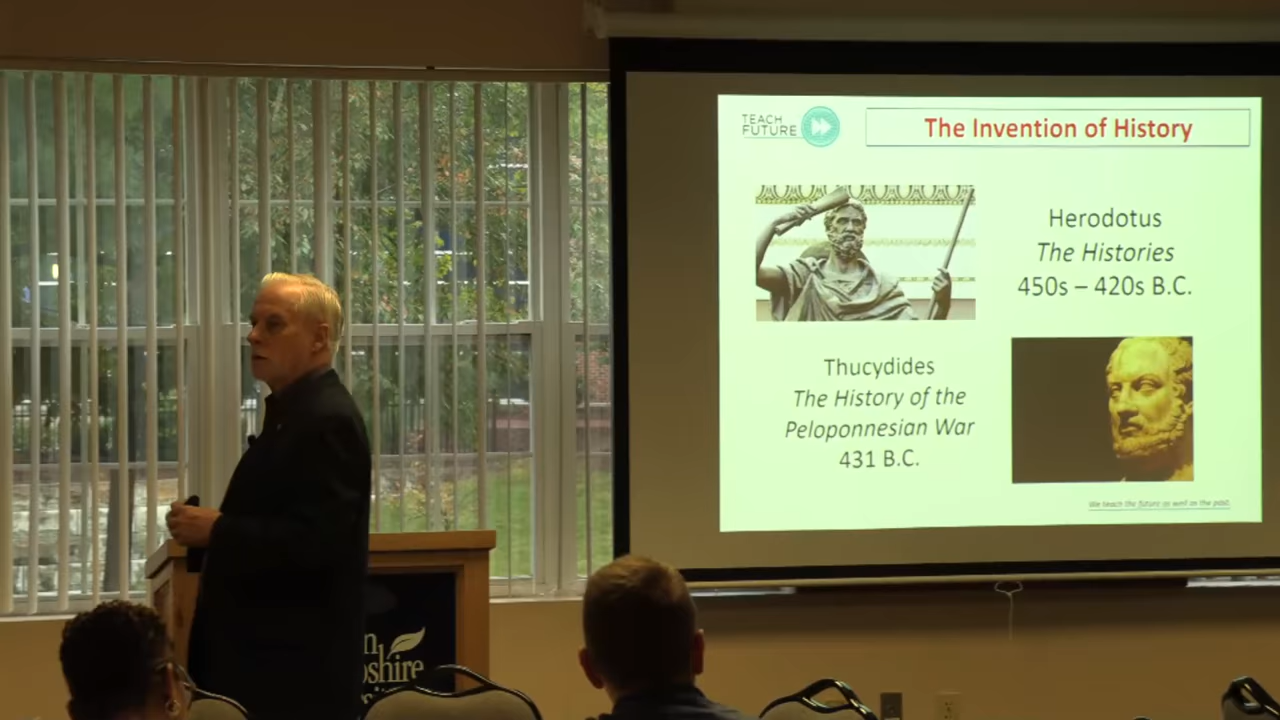 TEACH
FUTURE
The Invention of History
Herodotus
The Histories
450s – 420s B.C.
Thucydides
The History of the
Peloponnesian War
431 B.C.
We teach the future as well as the past.
n
pshire